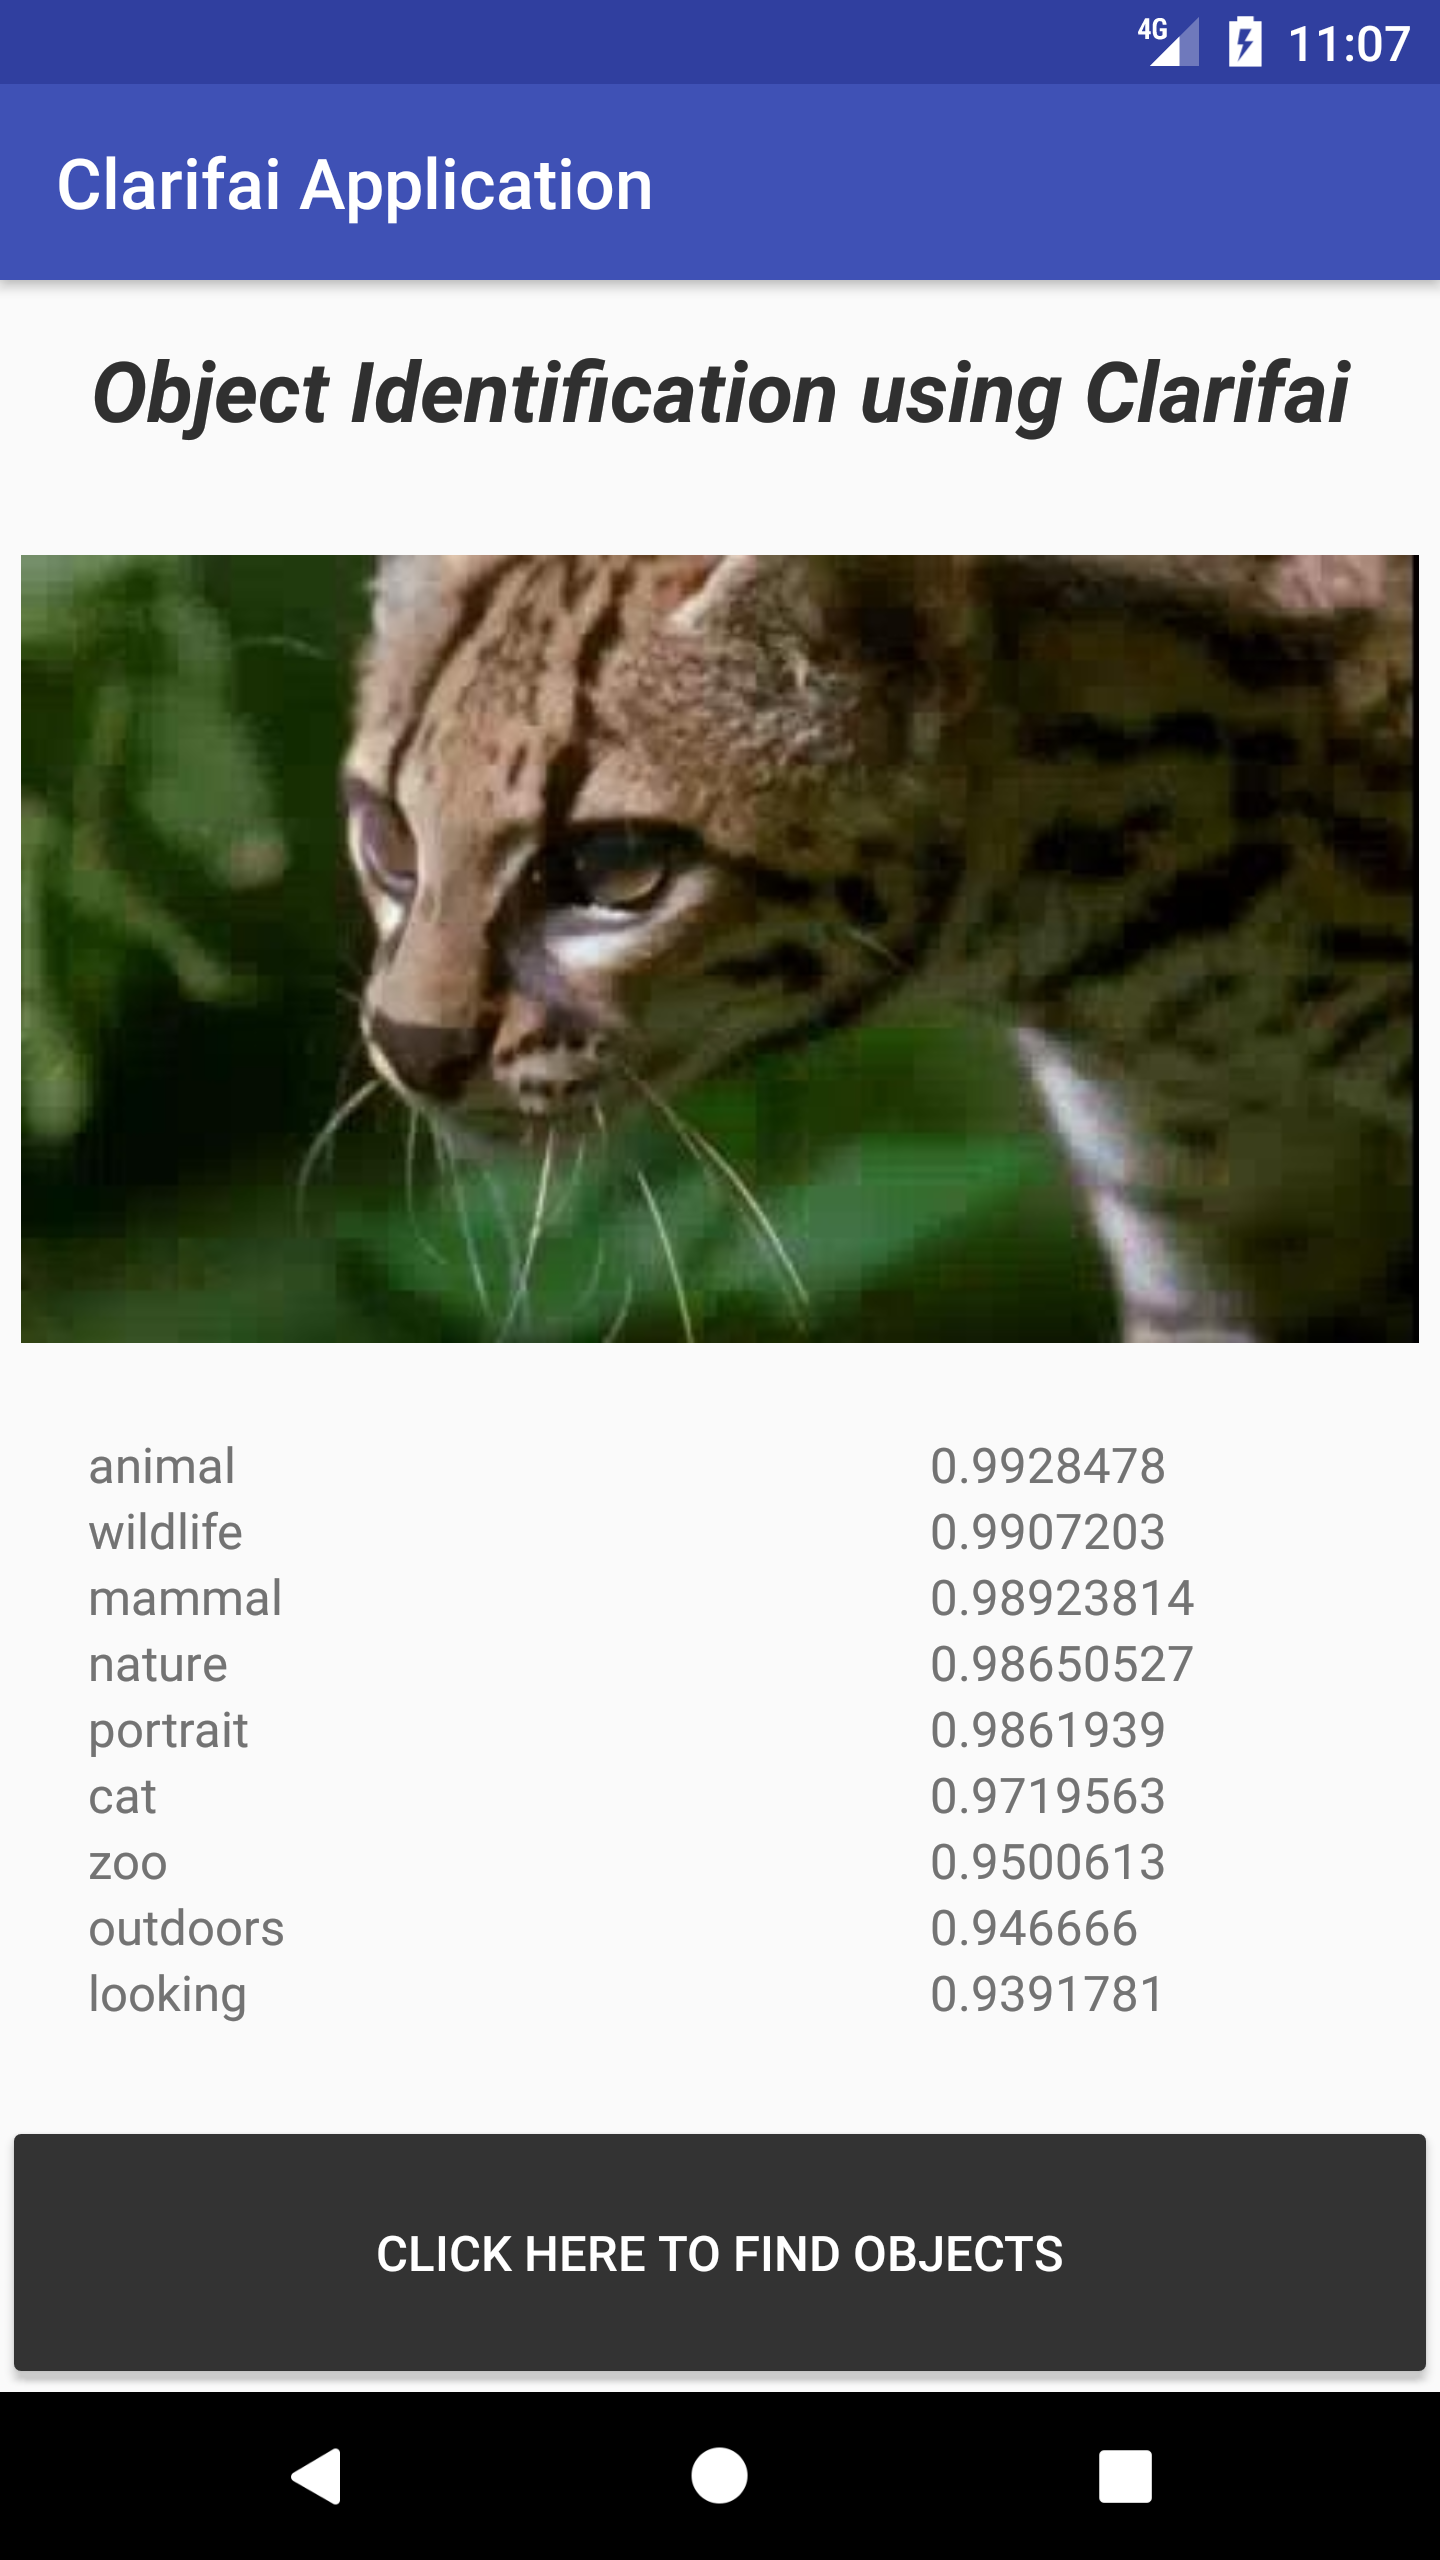 4G 11:07
Clarifai Application
Object Identification using Clarifai
animal 0.9928478
wildlife 0.9907203
mammal 0.98923814
nature 0.98650527
portrait 0.9861939
cat 0.9719563
zoo 0.9500613
outdoors 0.946666
looking 0.9391781
CLICK HERE TO FIND OBJECTS